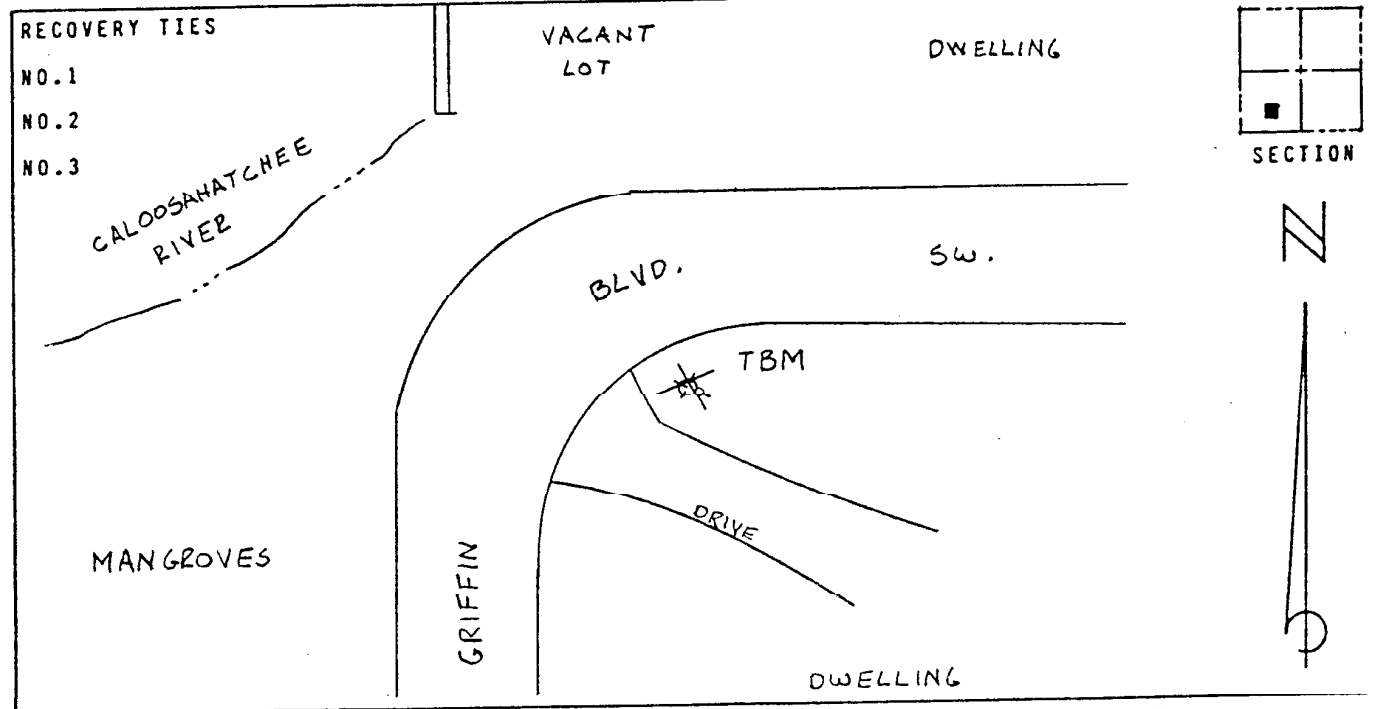 RECOVERY TIES
NO.1
NO.2
NO.3
VACANT
LOT
DWELLING
SECTION
CALOOSAHATCHEE
RIVER
N
BLVD.
SW.
TBM
DRIVE
MANGROVES
GRIFFIN
DWELLING